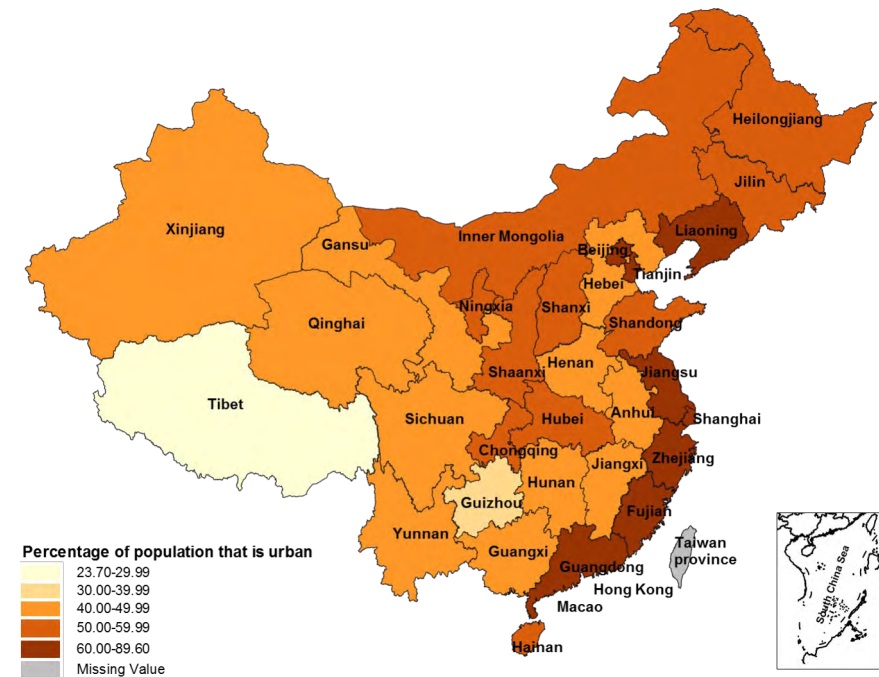 Heilongjiang
Jilin
Liaoning
Xinjiang
Gansu
Inner Mongolia
Beijing
Tianjin
Hebei
Ningxia
Shanxi
Shandong
Qinghai
Shaanxi
Henan
Jiangsu
Tibet
Sichuan
Hubei
Anhui
Shanghai
Chongqing
Zhejiang
Jiangxi
Hunan
Guizhou
Fujian
Yunnan
Guangxi
Taiwan
province
Guangdong
Hong Kong
Macao
Hainan
South China Sea
Percentage of population that is urban
23.70-29.99
30.00-39.99
40.00-49.99
50.00-59.99
60.00-89.60
Missing Value